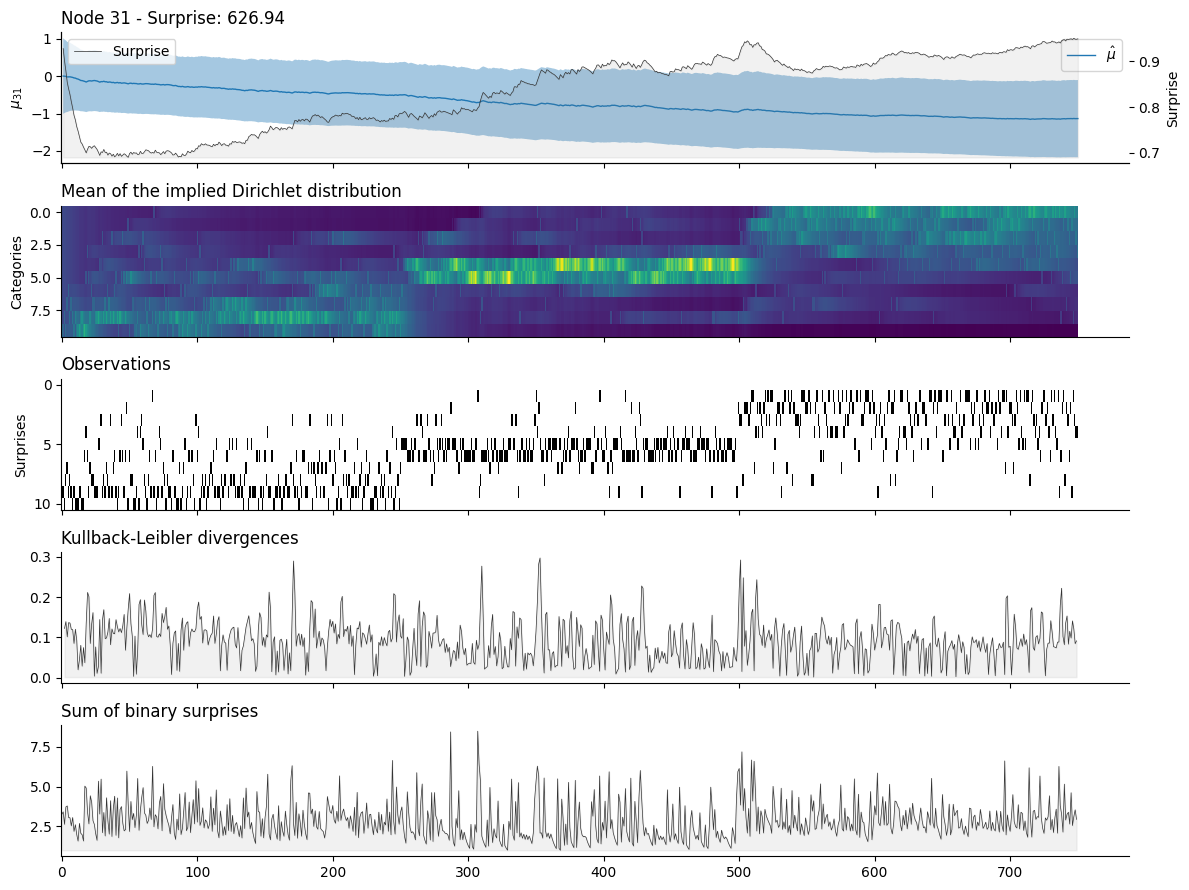 Node 31 - Surprise: 626.94
1
0
−1
−2
μ31
Surprise
μ̂
0.9
0.8
0.7
Surprise
Mean of the implied Dirichlet distribution
0.0
2.5
5.0
7.5
Categories
Observations
0
5
10
Surprises
Kullback-Leibler divergences
0.3
0.2
0.1
0.0
Sum of binary surprises
7.5
5.0
2.5
0 100 200 300 400 500 600 700